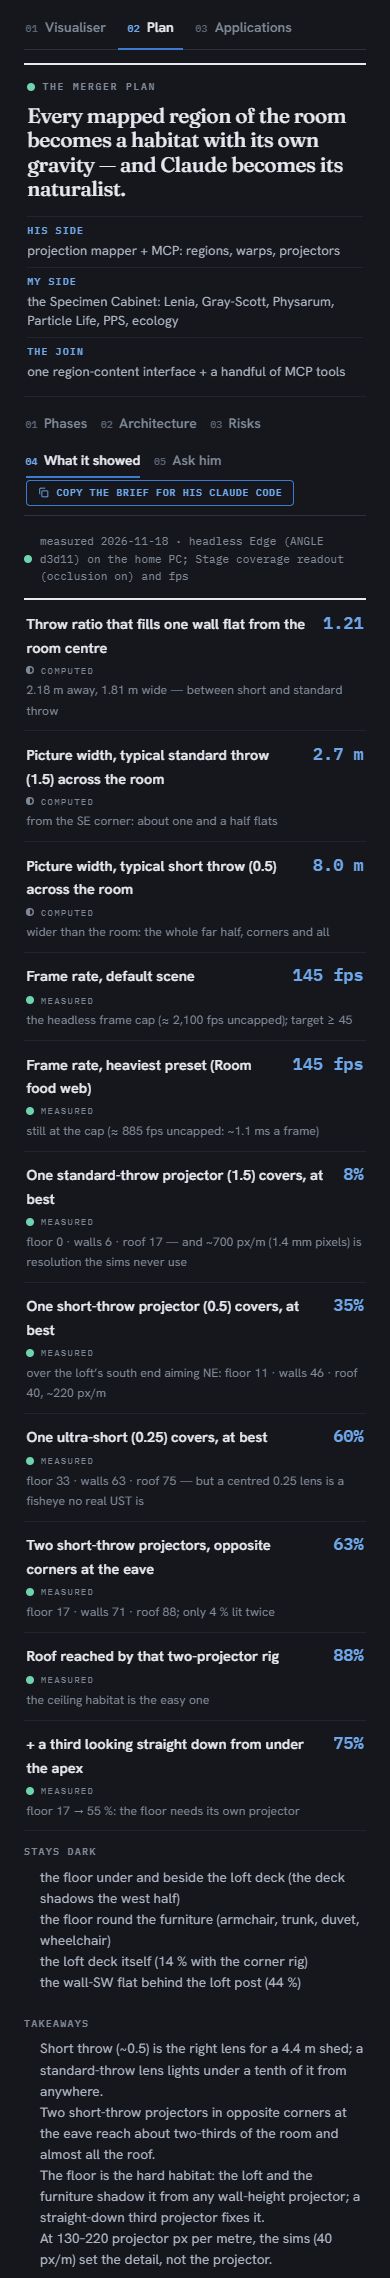 01 Visualiser 02 Plan 03 Applications
THE MERGER PLAN
Every mapped region of the room
becomes a habitat with its own
gravity — and Claude becomes its
naturalist.
HIS SIDE
projection mapper + MCP: regions, warps, projectors
MY SIDE
the Specimen Cabinet: Lenia, Gray-Scott, Physarum,
Particle Life, PPS, ecology
THE JOIN
one region-content interface + a handful of MCP tools
01 Phases 02 Architecture 03 Risks
04 What it showed 05 Ask him
COPY THE BRIEF FOR HIS CLAUDE CODE
measured 2026-11-18 · headless Edge (ANGLE
d3d11) on the home PC; Stage coverage readout
(occlusion on) and fps
Throw ratio that fills one wall flat from the 1.21
room centre
COMPUTED
2.18 m away, 1.81 m wide — between short and standard
throw
Picture width, typical standard throw 2.7 m
(1.5) across the room
COMPUTED
from the SE corner: about one and a half flats
Picture width, typical short throw (0.5) 8.0 m
across the room
COMPUTED
wider than the room: the whole far half, corners and all
Frame rate, default scene 145 fps
MEASURED
the headless frame cap (≈ 2,100 fps uncapped); target ≥ 45
Frame rate, heaviest preset (Room 145 fps
food web)
MEASURED
still at the cap (≈ 885 fps uncapped: ~1.1 ms a frame)
One standard-throw projector (1.5) covers, at 8%
best
MEASURED
floor 0 · walls 6 · roof 17 — and ~700 px/m (1.4 mm pixels) is
resolution the sims never use
One short-throw projector (0.5) covers, at 35%
best
MEASURED
over the loft's south end aiming NE: floor 11 · walls 46 · roof
40, ~220 px/m
One ultra-short (0.25) covers, at best 60%
MEASURED
floor 33 · walls 63 · roof 75 — but a centred 0.25 lens is a
fisheye no real UST is
Two short-throw projectors, opposite 63%
corners at the eave
MEASURED
floor 17 · walls 71 · roof 88; only 4 % lit twice
Roof reached by that two-projector rig 88%
MEASURED
the ceiling habitat is the easy one
+ a third looking straight down from under 75%
the apex
MEASURED
floor 17 → 55 %: the floor needs its own projector
STAYS DARK
the floor under and beside the loft deck (the deck
shadows the west half)
the floor round the furniture (armchair, trunk, duvet,
wheelchair)
the loft deck itself (14 % with the corner rig)
the wall-SW flat behind the loft post (44 %)
TAKEAWAYS
Short throw (~0.5) is the right lens for a 4.4 m shed; a
standard-throw lens lights under a tenth of it from
anywhere.
Two short-throw projectors in opposite corners at
the eave reach about two-thirds of the room and
almost all the roof.
The floor is the hard habitat: the loft and the
furniture shadow it from any wall-height projector; a
straight-down third projector fixes it.
At 130–220 projector px per metre, the sims (40
px/m) set the detail, not the projector.